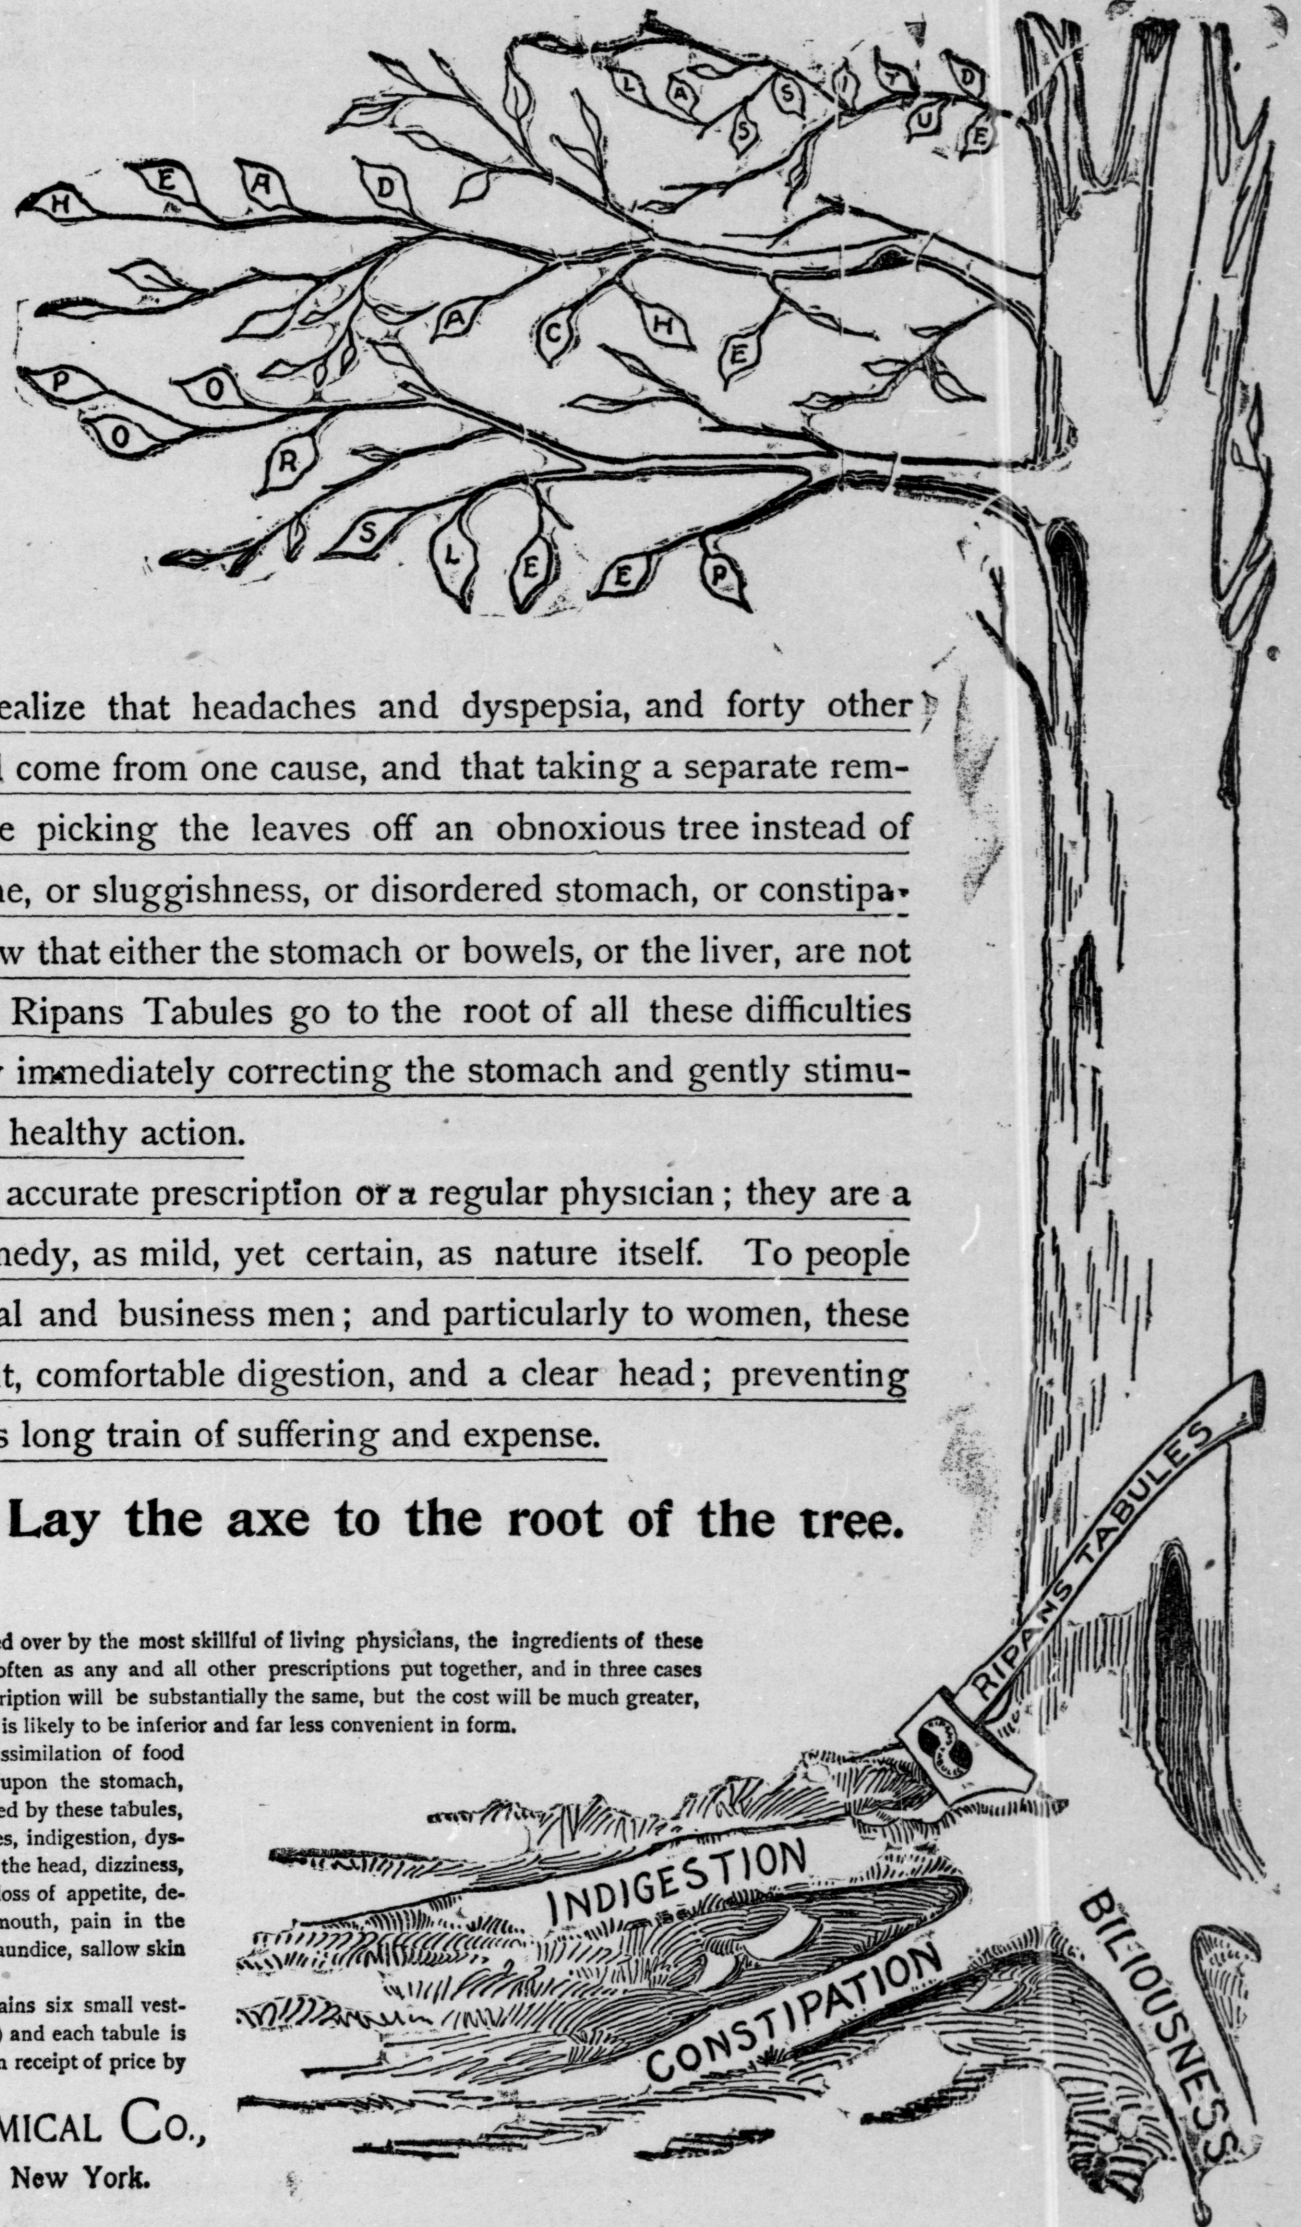 LASSITUDE
HEAD
ACHE
POOR
SLEEP
ealize that headaches and dyspepsia, and forty other
come from one cause, and that taking a separate rem-
e picking the leaves off an obnoxious tree instead of
ne, or sluggishness, or disordered stomach, or constipa-
w that either the stomach or bowels, or the liver, are not
Ripans Tabules go to the root of all these difficulties
immediately correcting the stomach and gently stimu-
healthy action.
accurate prescription of a regular physician; they are a
medy, as mild, yet certain, as nature itself. To people
al and business men; and particularly to women, these
t, comfortable digestion, and a clear head; preventing
s long train of suffering and expense.
Lay the axe to the root of the tree.
RIPANS TABULES
ed over by the most skillful of living physicians, the ingredients of these
often as any and all other prescriptions put together, and in three cases
ription will be substantially the same, but the cost will be much greater,
is likely to be inferior and far less convenient in form.
ssimilation of food
upon the stomach,
ed by these tabules,
es, indigestion, dys-
the head, dizziness,
loss of appetite, de-
mouth, pain in the
aundice, sallow skin
ains six small vest-
) and each tabule is
n receipt of price by
MICAL CO.,
New York.
INDIGESTION
CONSTIPATION
BILIOUSNESS